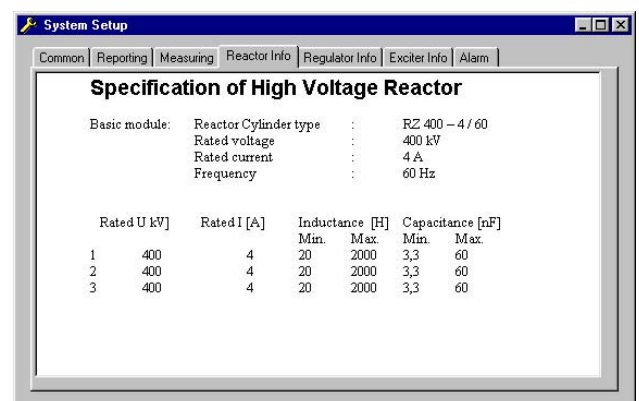 System Setup
Common Reporting Measuring Reactor Info Regulator Info Exciter Info Alarm
Specification of High Voltage Reactor
Basic module: Reactor Cylinder type : RZ 400 – 4 / 60
Rated voltage : 400 kV
Rated current : 4 A
Frequency : 60 Hz
Rated U kV] Rated I [A] Inductance [H] Capacitance [nF]
Min. Max. Min. Max.
1 400 4 20 2000 3,3 60
2 400 4 20 2000 3,3 60
3 400 4 20 2000 3,3 60